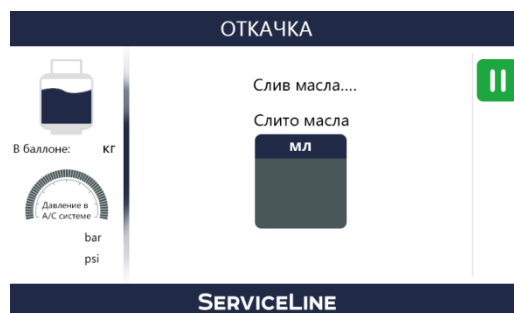 ОТКАЧКА
Слив масла....
Слито масла
мл
В баллоне: кг
Давление в
A/C системе
bar
psi
SERVICELINE